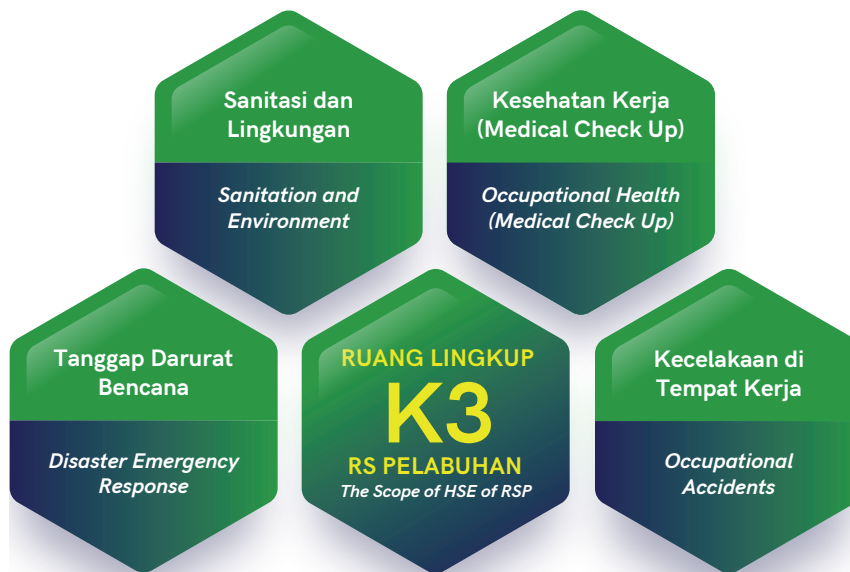 Sanitasi dan
Lingkungan
Sanitation and
Environment
Kesehatan Kerja
(Medical Check Up)
Occupational Health
(Medical Check Up)
Tanggap Darurat
Bencana
Disaster Emergency
Response
RUANG LINGKUP
K3
RS PELABUHAN
The Scope of HSE of RSP
Kecelakaan di
Tempat Kerja
Occupational
Accidents